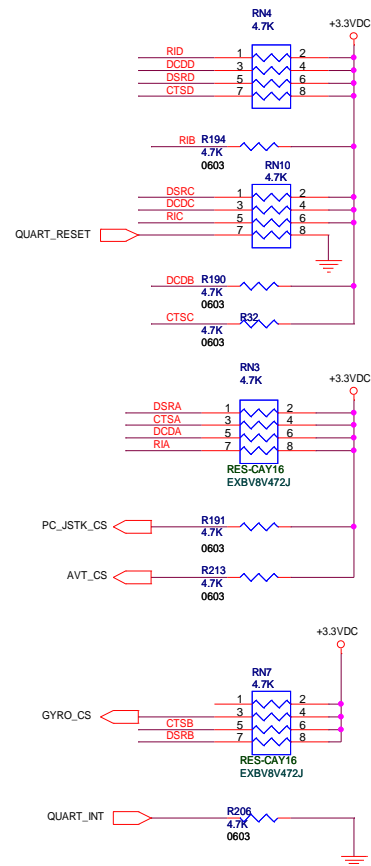 RN4
4.7K
+3.3VDC
RID 1 2
DCDD 3 4
DSRD 5 6
CTSD 7 8
RIB R194
4.7K
0603
RN10
4.7K
DSRC 1 2
DCDC 3 4
RIC 5 6
QUART_RESET 7 8
DCDB R190
4.7K
0603
CTSC R32
4.7K
0603
RN3
4.7K
+3.3VDC
DSRA 1 2
CTSA 3 4
DCDA 5 6
RIA 7 8
RES-CAY16
EXBV8V472J
PC_JSTK_CS R191
4.7K
0603
AVT_CS R213
4.7K
0603
+3.3VDC
RN7
4.7K
1 2
GYRO_CS 3 4
CTSB 5 6
DSRB 7 8
RES-CAY16
EXBV8V472J
QUART_INT R206
4.7K
0603